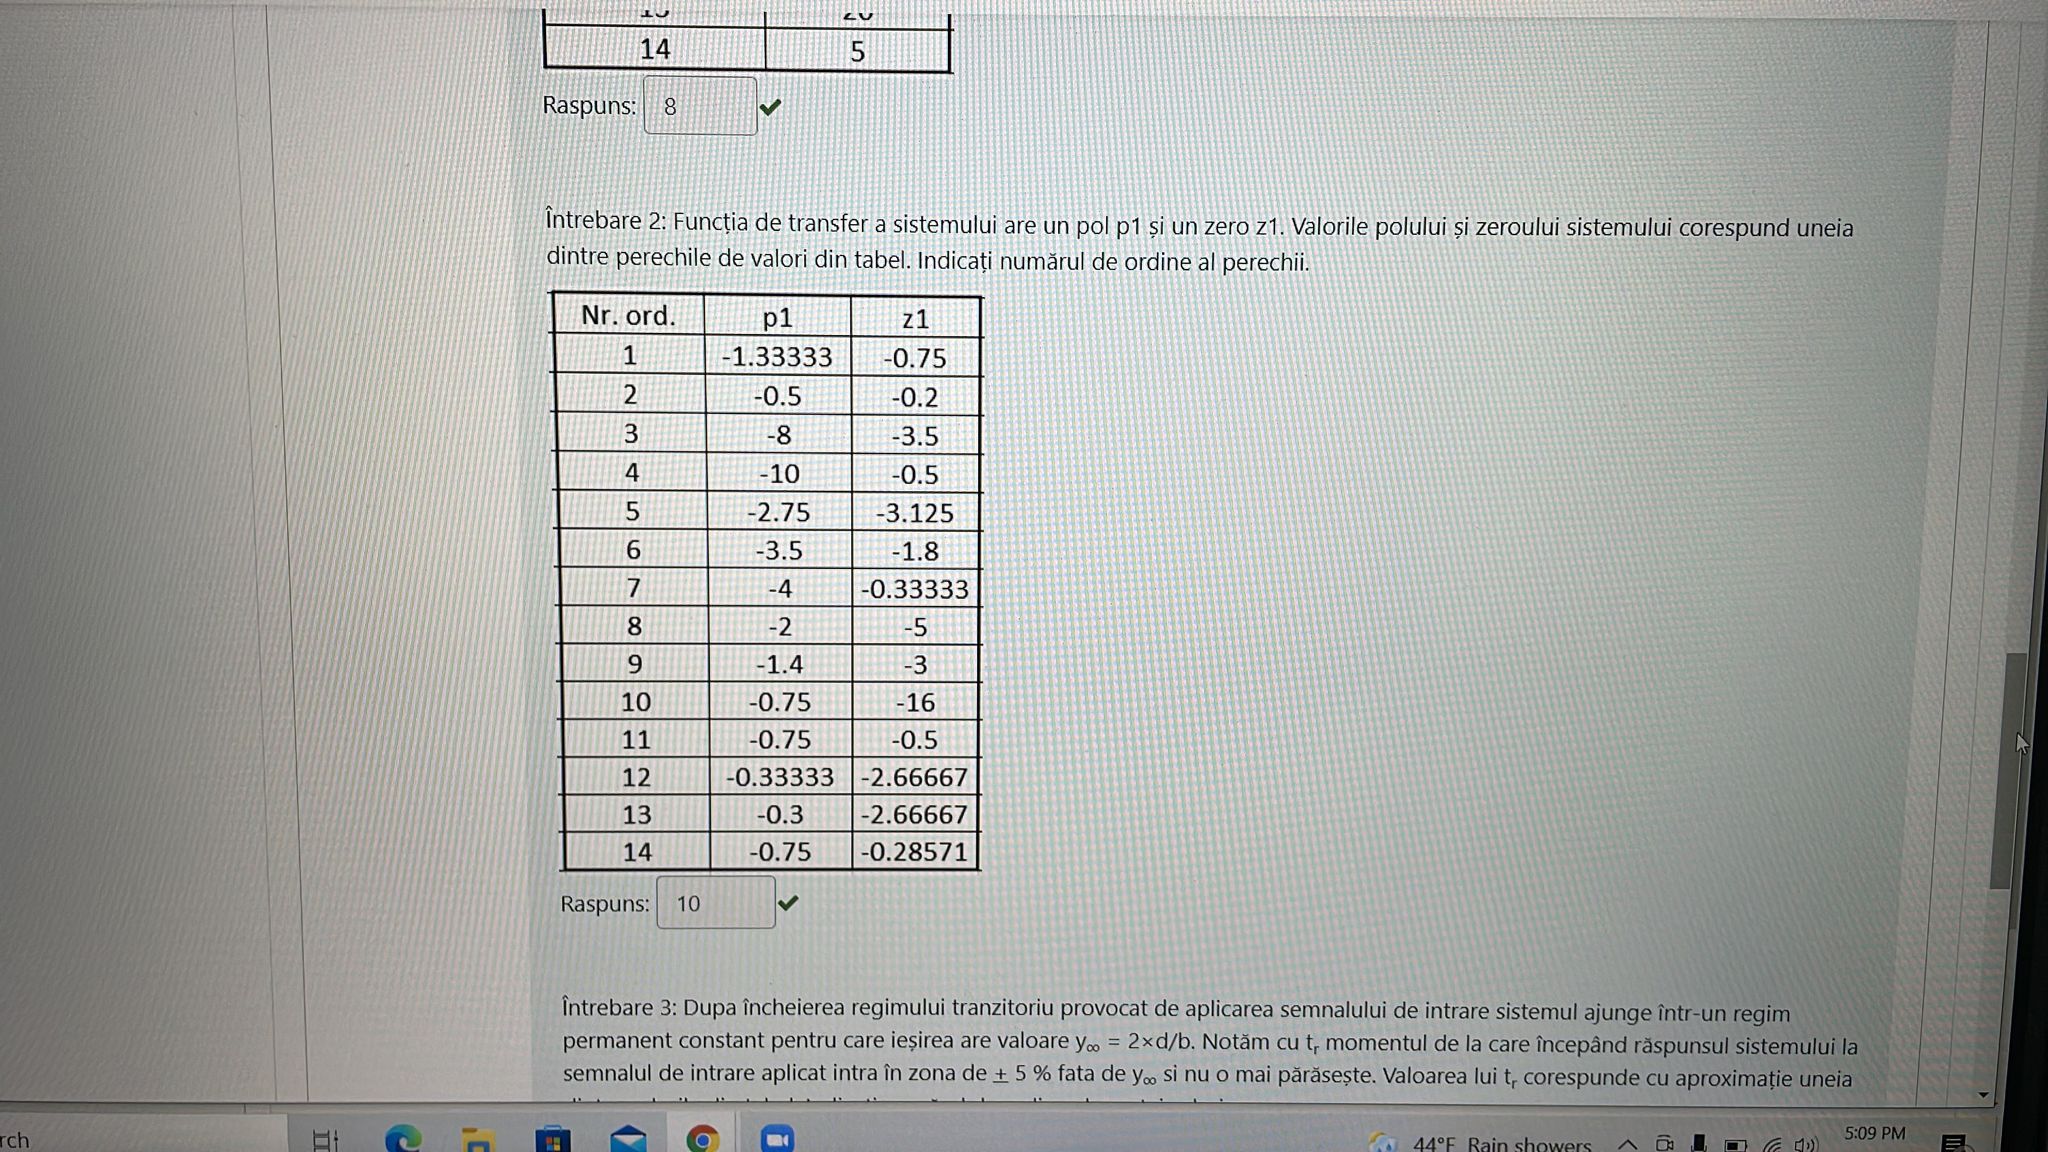 14 5
Raspuns: 8
Întrebare 2: Funcția de transfer a sistemului are un pol p1 și un zero z1. Valorile polului și zeroului sistemului corespund uneia
dintre perechile de valori din tabel. Indicați numărul de ordine al perechii.
Nr. ord. p1 z1
1 -1.33333 -0.75
2 -0.5 -0.2
3 -8 -3.5
4 -10 -0.5
5 -2.75 -3.125
6 -3.5 -1.8
7 -4 -0.33333
8 -2 -5
9 -1.4 -3
10 -0.75 -16
11 -0.75 -0.5
12 -0.33333 -2.66667
13 -0.3 -2.66667
14 -0.75 -0.28571
Raspuns: 10
Întrebare 3: Dupa încheierea regimului tranzitoriu provocat de aplicarea semnalului de intrare sistemul ajunge într-un regim
permanent constant pentru care ieșirea are valoare y∞ = 2×d/b. Notăm cu tr momentul de la care începând răspunsul sistemului la
semnalul de intrare aplicat intra în zona de ± 5 % fata de y∞ si nu o mai părăsește. Valoarea lui tr corespunde cu aproximație uneia
rch
44°F Rain showers
5:09 PM